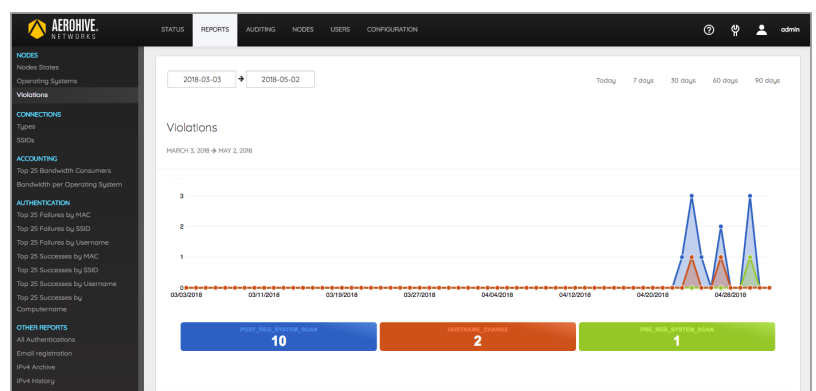 AEROHIVE
NETWORKS
STATUS REPORTS AUDITING NODES USERS CONFIGURATION
admin
NODES
Nodes States
Operating Systems
Violations
CONNECTIONS
Types
SSIDs
ACCOUNTING
Top 25 Bandwidth Consumers
Bandwidth per Operating System
AUTHENTICATION
Top 25 Failures by MAC
Top 25 Failures by SSID
Top 25 Failures by Username
Top 25 Successes by MAC
Top 25 Successes by SSID
Top 25 Successes by Username
Top 25 Successes by
Computername
OTHER REPORTS
All Authentications
Email registration
IPv4 Archive
IPv4 History
2018-03-03 → 2018-05-02
Today 7 days 30 days 60 days 90 days
Violations
MARCH 3, 2018 → MAY 2, 2018
3
2
1
0
03/03/2018 03/11/2018 03/19/2018 03/27/2018 04/04/2018 04/12/2018 04/20/2018 04/28/2018
POST_REG_SYSTEM_SCAN
10
HOSTNAME_CHANGE
2
PRE_REG_SYSTEM_SCAN
1